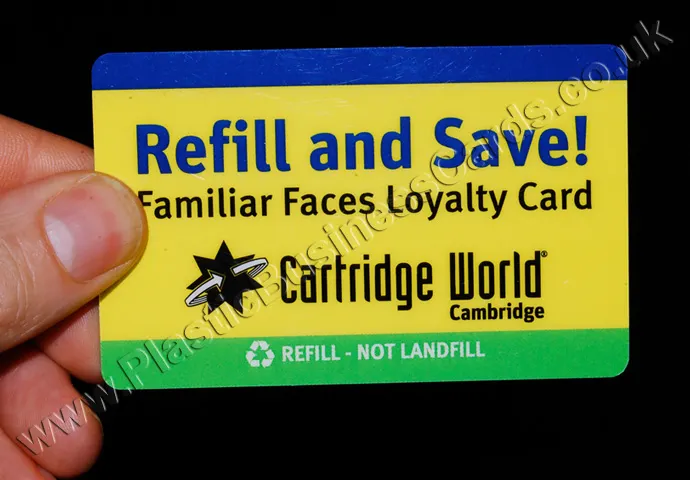 Refill and Save!
Familiar Faces Loyalty Card
Cartridge World®
Cambridge
REFILL - NOT LANDFILL
www.PlasticBusinessCards.co.uk